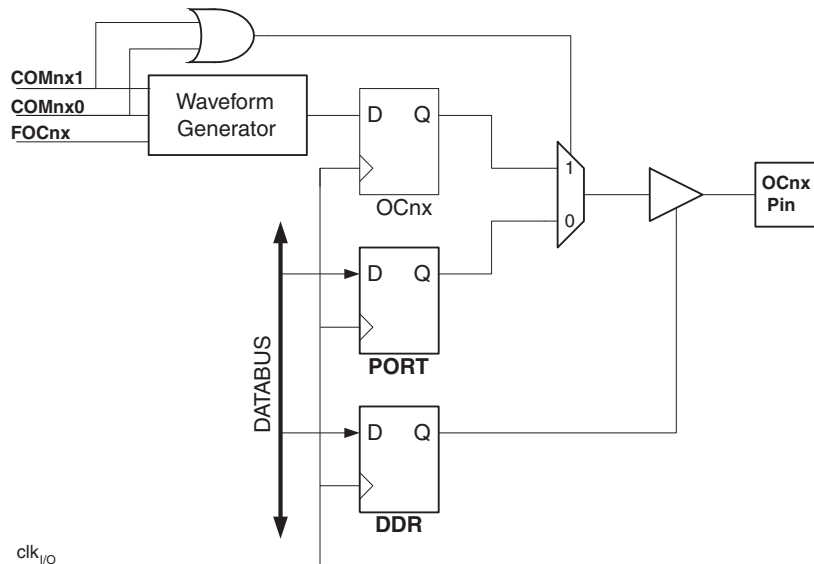 COMnx1
COMnx0
FOCnx
Waveform
Generator
D Q
OCnx
1
0
OCnx
Pin
D Q
PORT
DATABUS
D Q
DDR
clkI/O